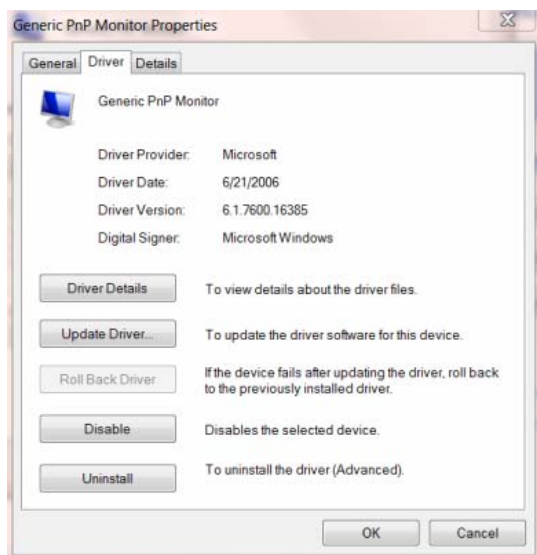 Generic PnP Monitor Properties
General Driver Details
Generic PnP Monitor
Driver Provider: Microsoft
Driver Date: 6/21/2006
Driver Version: 6.1.7600.16385
Digital Signer: Microsoft Windows
Driver Details To view details about the driver files.
Update Driver... To update the driver software for this device.
Roll Back Driver If the device fails after updating the driver, roll back
to the previously installed driver.
Disable Disables the selected device.
Uninstall To uninstall the driver (Advanced).
OK Cancel